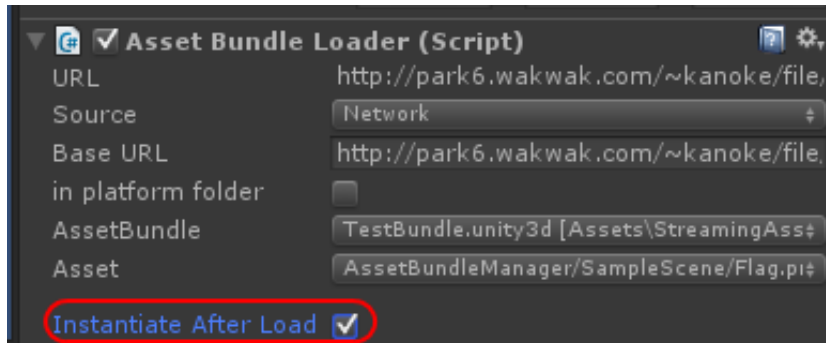 Asset Bundle Loader (Script)
URL http://park6.wakwak.com/~kanoke/file/
Source Network
Base URL http://park6.wakwak.com/~kanoke/file,
in platform folder
AssetBundle TestBundle.unity3d [Assets\StreamingAss
Asset AssetBundleManager/SampleScene/Flag.pr
Instantiate After Load